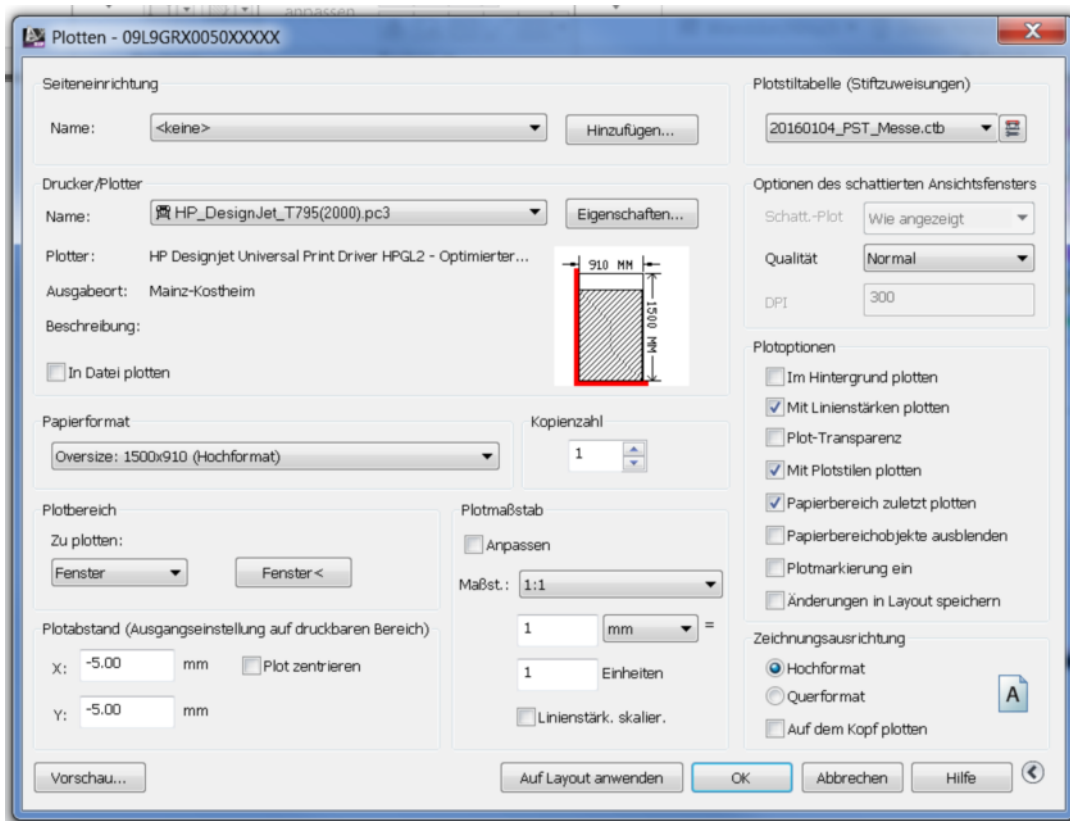 anpassen
Plotten - 09L9GRX0050XXXXX
Seiteneinrichtung
Name: <keine> Hinzufügen...
Plotstiltabelle (Stiftzuweisungen)
20160104_PST_Messe.ctb
Drucker/Plotter
Name: HP_DesignJet_T795(2000).pc3 Eigenschaften...
Plotter: HP Designjet Universal Print Driver HPGL2 - Optimierter...
Ausgabeort: Mainz-Kostheim
Beschreibung:
In Datei plotten
910 MM
1500 MM
Optionen des schattierten Ansichtsfensters
Schatt.-Plot Wie angezeigt
Qualität Normal
DPI 300
Papierformat
Oversize: 1500x910 (Hochformat)
Kopienzahl
1
Plotoptionen
Im Hintergrund plotten
Mit Linienstärken plotten
Plot-Transparenz
Mit Plotstilen plotten
Papierbereich zuletzt plotten
Papierbereichobjekte ausblenden
Plotmarkierung ein
Änderungen in Layout speichern
Plotbereich
Zu plotten:
Fenster Fenster<
Plotmaßstab
Anpassen
Maßst.: 1:1
1 mm =
1 Einheiten
Linienstärk. skalier.
Plotabstand (Ausgangseinstellung auf druckbaren Bereich)
X: -5.00 mm Plot zentrieren
Y: -5.00 mm
Zeichnungsausrichtung
Hochformat
Querformat
Auf dem Kopf plotten
A
Vorschau... Auf Layout anwenden OK Abbrechen Hilfe